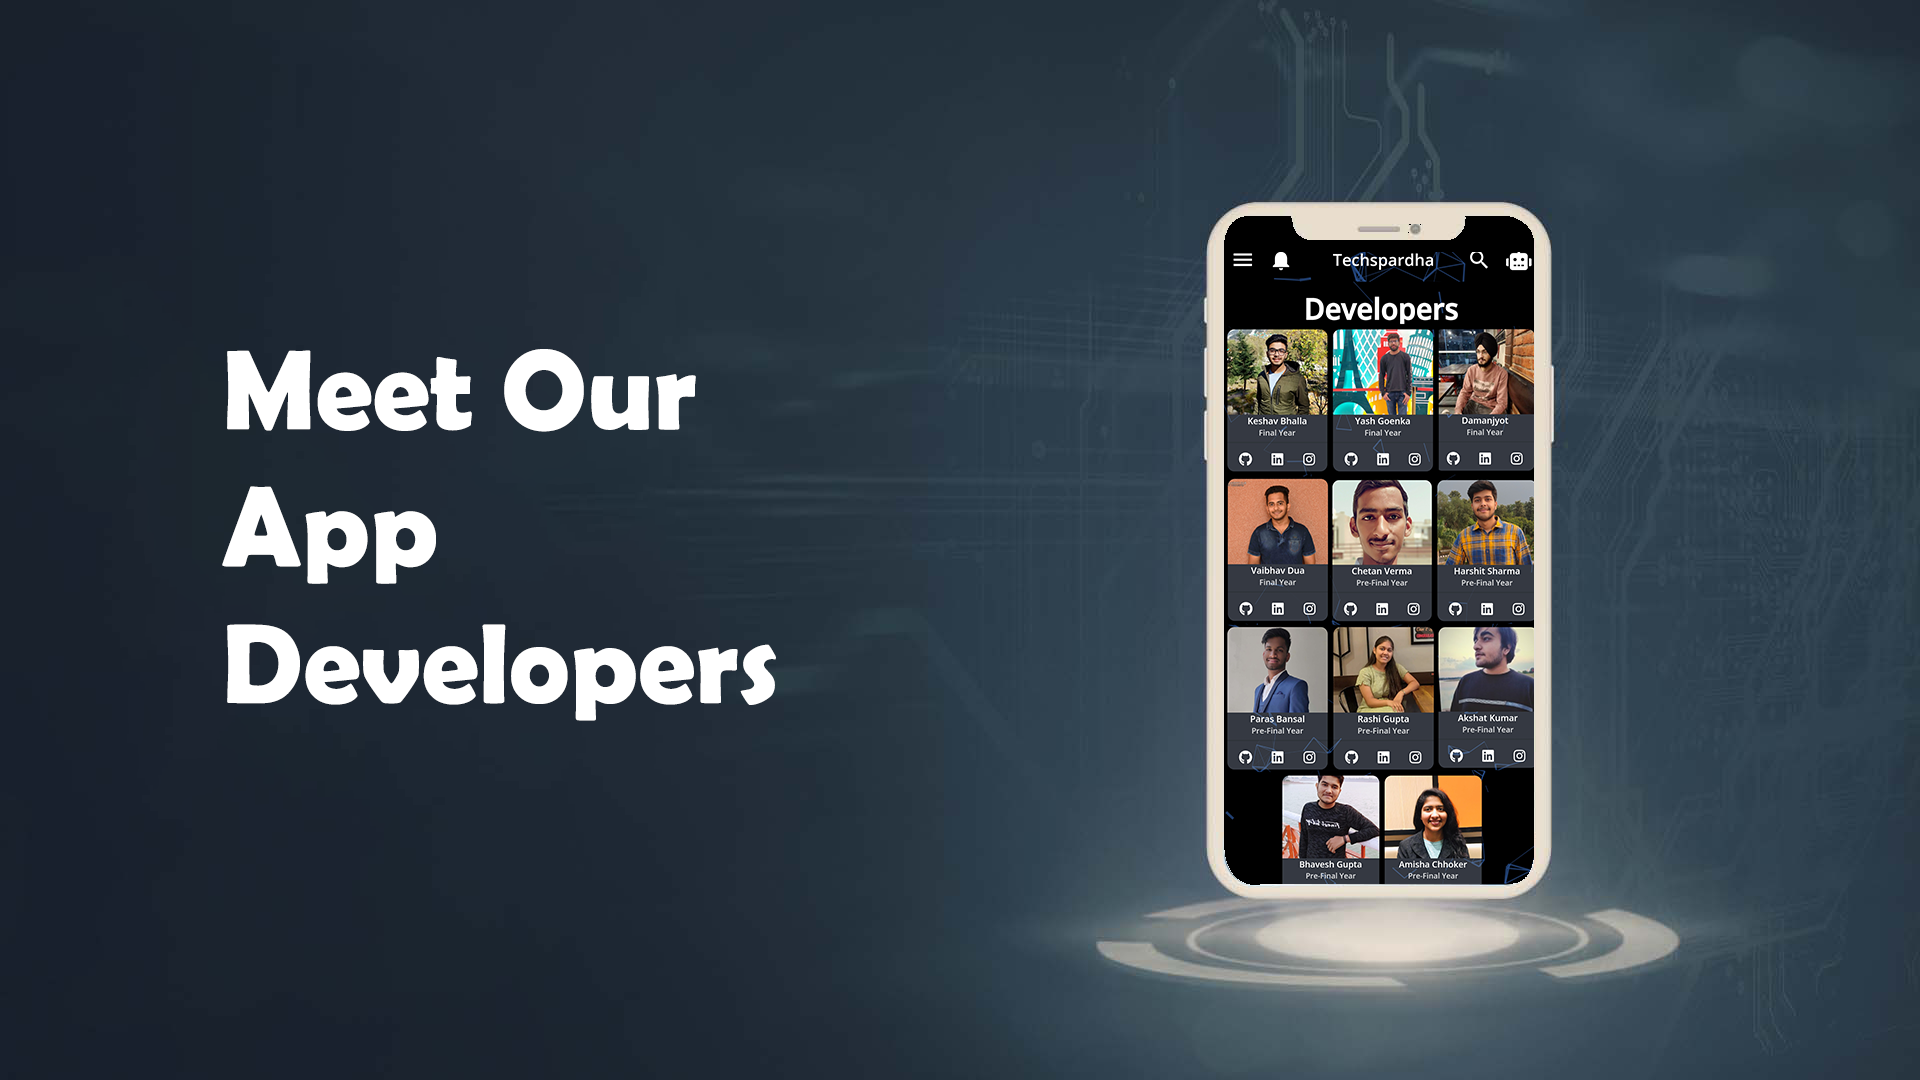 Meet Our
App
Developers
Techspardha
Developers
Keshav Bhalla
Final Year
Yash Goenka
Final Year
Damanjyot
Final Year
Vaibhav Dua
Final Year
Chetan Verma
Pre-Final Year
Harshit Sharma
Pre-Final Year
Paras Bansal
Pre-Final Year
Rashi Gupta
Pre-Final Year
Akshat Kumar
Pre-Final Year
Bhavesh Gupta
Pre-Final Year
Amisha Chhoker
Pre-Final Year